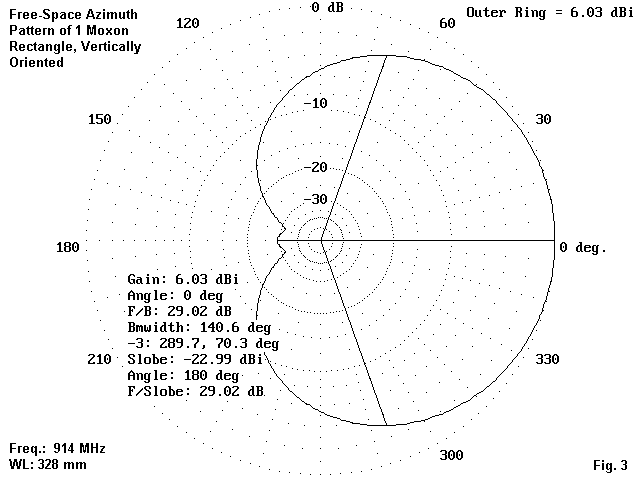 Free-Space Azimuth
Pattern of 1 Moxon
Rectangle, Vertically
Oriented
0 dB
Outer Ring = 6.03 dBi
120
60
-10
150
30
-20
-30
180
0 deg.
Gain: 6.03 dBi
Angle: 0 deg
F/B: 29.02 dB
Bmwidth: 140.6 deg
-3: 289.7, 70.3 deg
Slobe: -22.99 dBi
Angle: 180 deg
F/Slobe: 29.02 dB
210
330
300
Freq.: 914 MHz
WL: 328 mm
Fig. 3